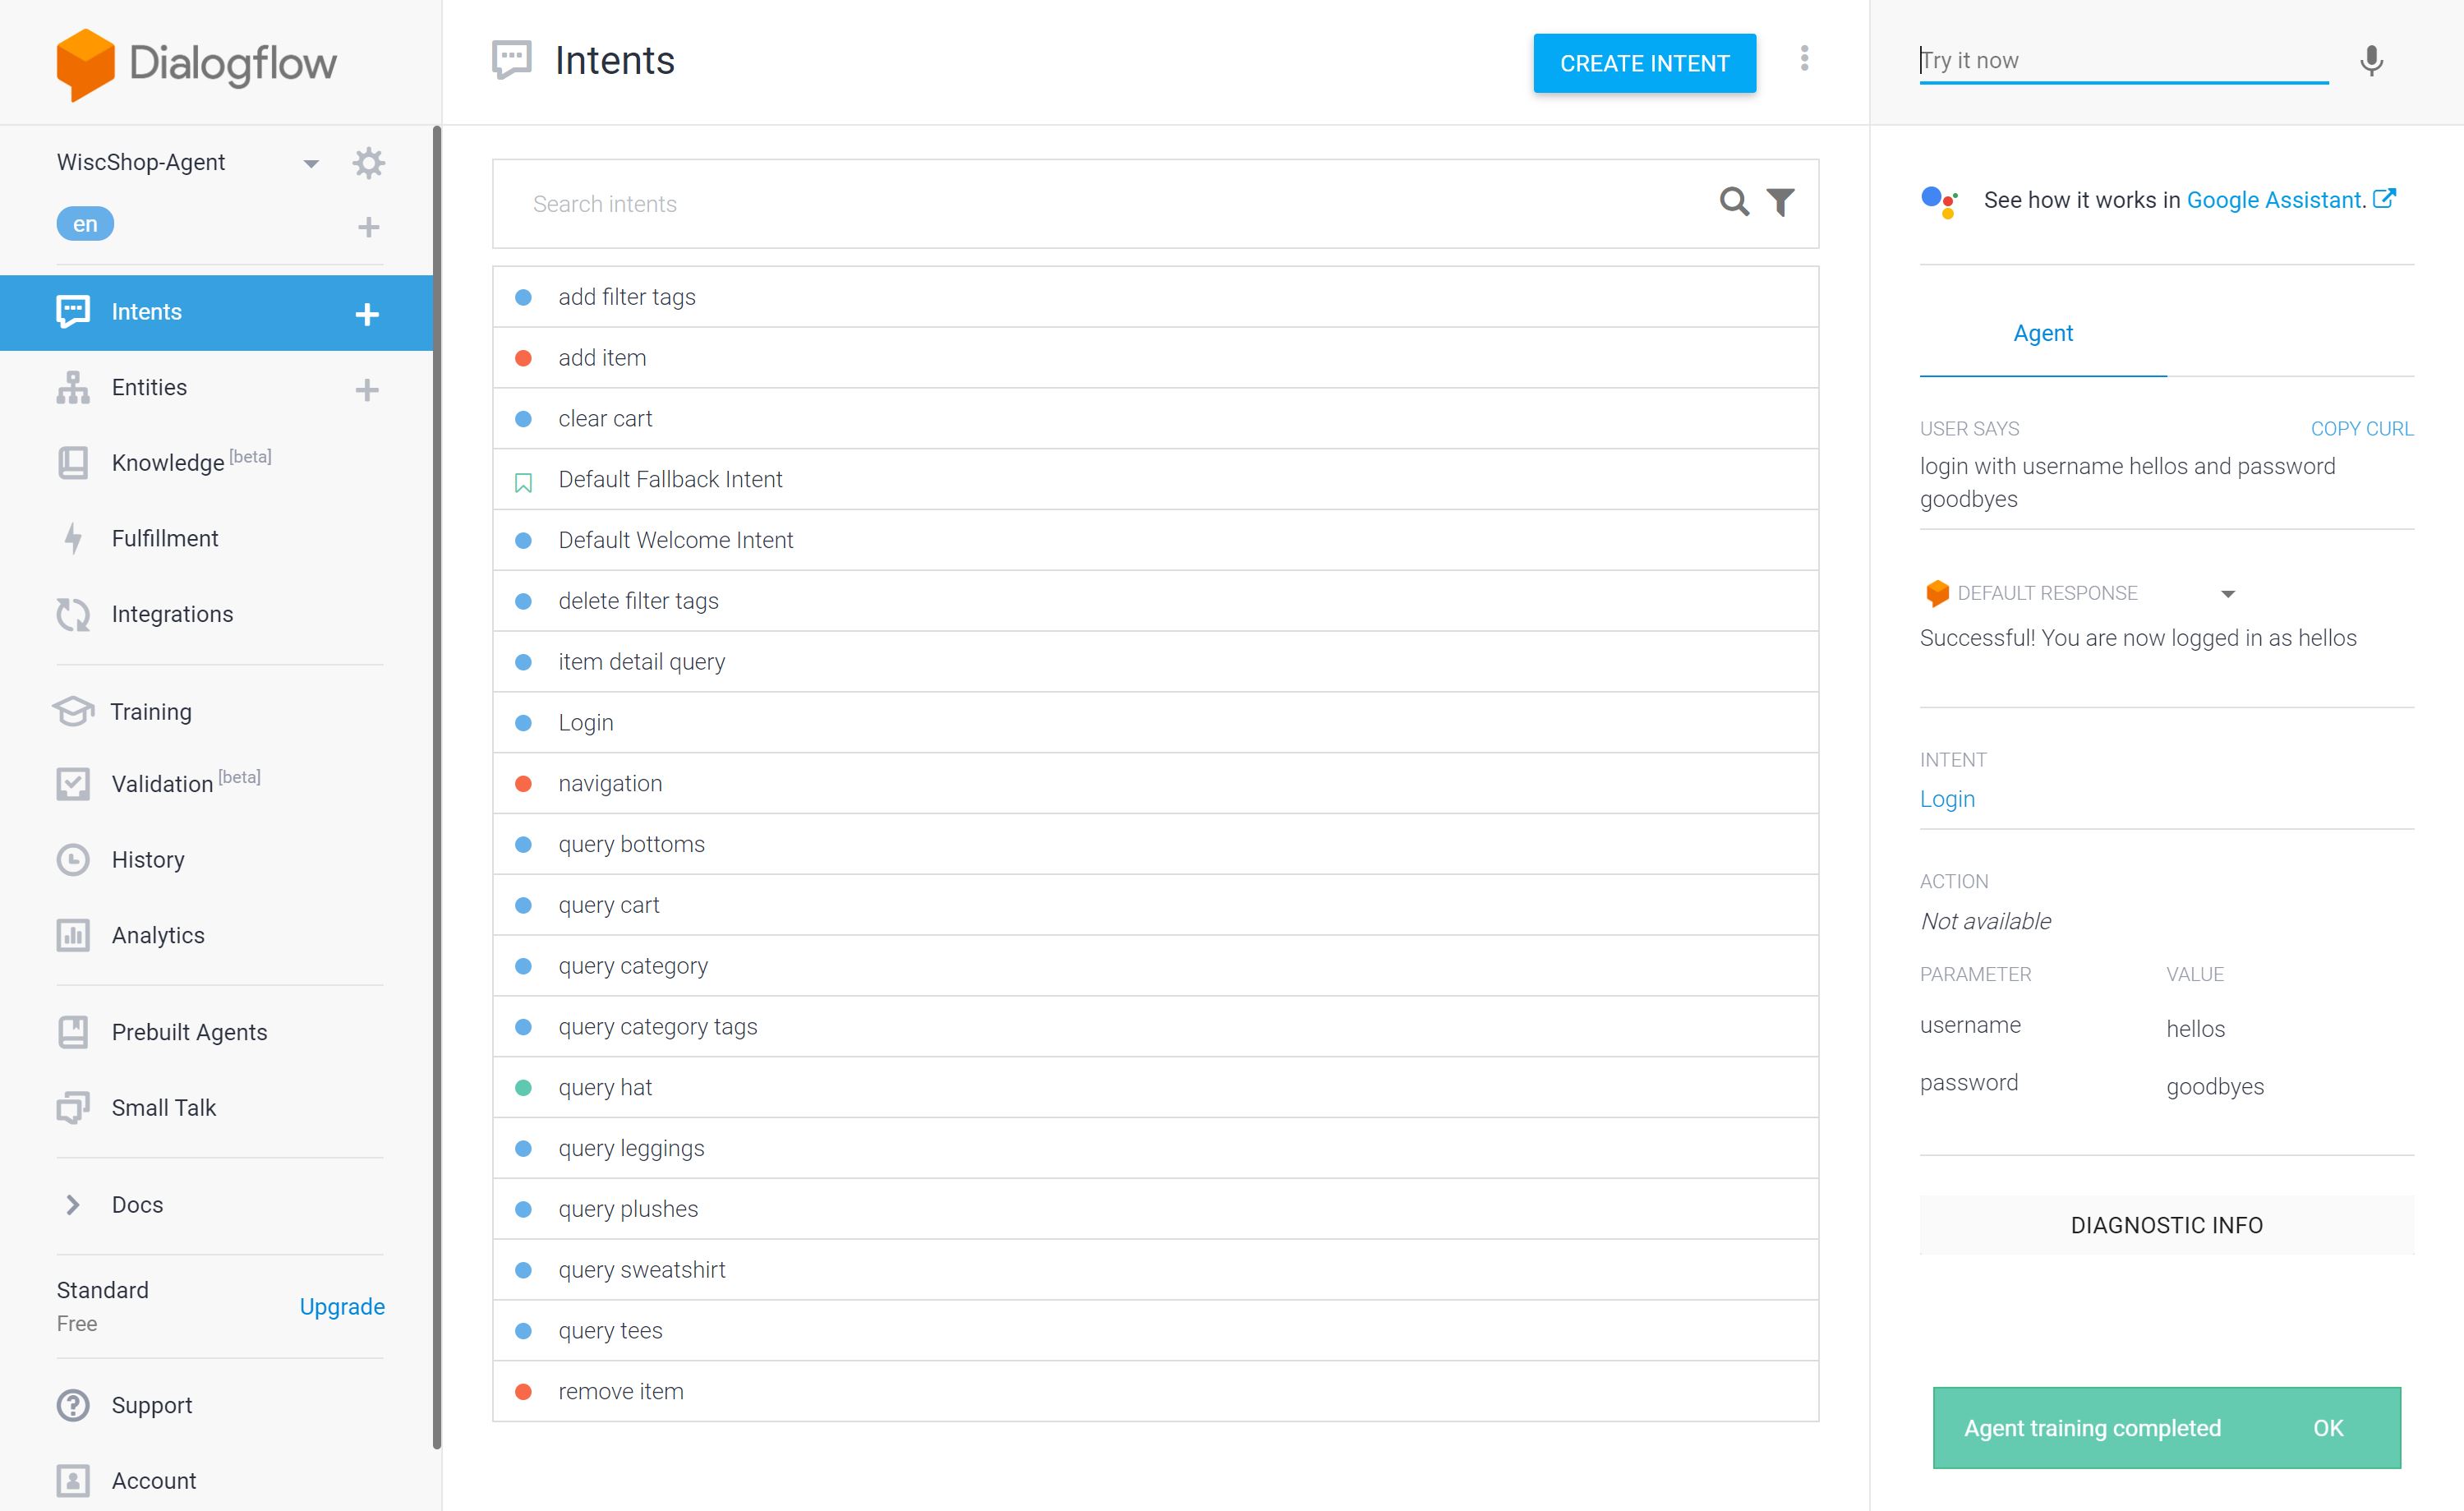 Dialogflow
WiscShop-Agent
en
Intents
Entities
Knowledge [beta]
Fulfillment
Integrations
Training
Validation [beta]
History
Analytics
Prebuilt Agents
Small Talk
Docs
Standard
Free
Upgrade
Support
Account
Intents
CREATE INTENT
Search intents
add filter tags
add item
clear cart
Default Fallback Intent
Default Welcome Intent
delete filter tags
item detail query
Login
navigation
query bottoms
query cart
query category
query category tags
query hat
query leggings
query plushes
query sweatshirt
query tees
remove item
Try it now
See how it works in Google Assistant.
Agent
USER SAYS COPY CURL
login with username hellos and password
goodbyes
DEFAULT RESPONSE
Successful! You are now logged in as hellos
INTENT
Login
ACTION
Not available
PARAMETER VALUE
username hellos
password goodbyes
DIAGNOSTIC INFO
Agent training completed OK